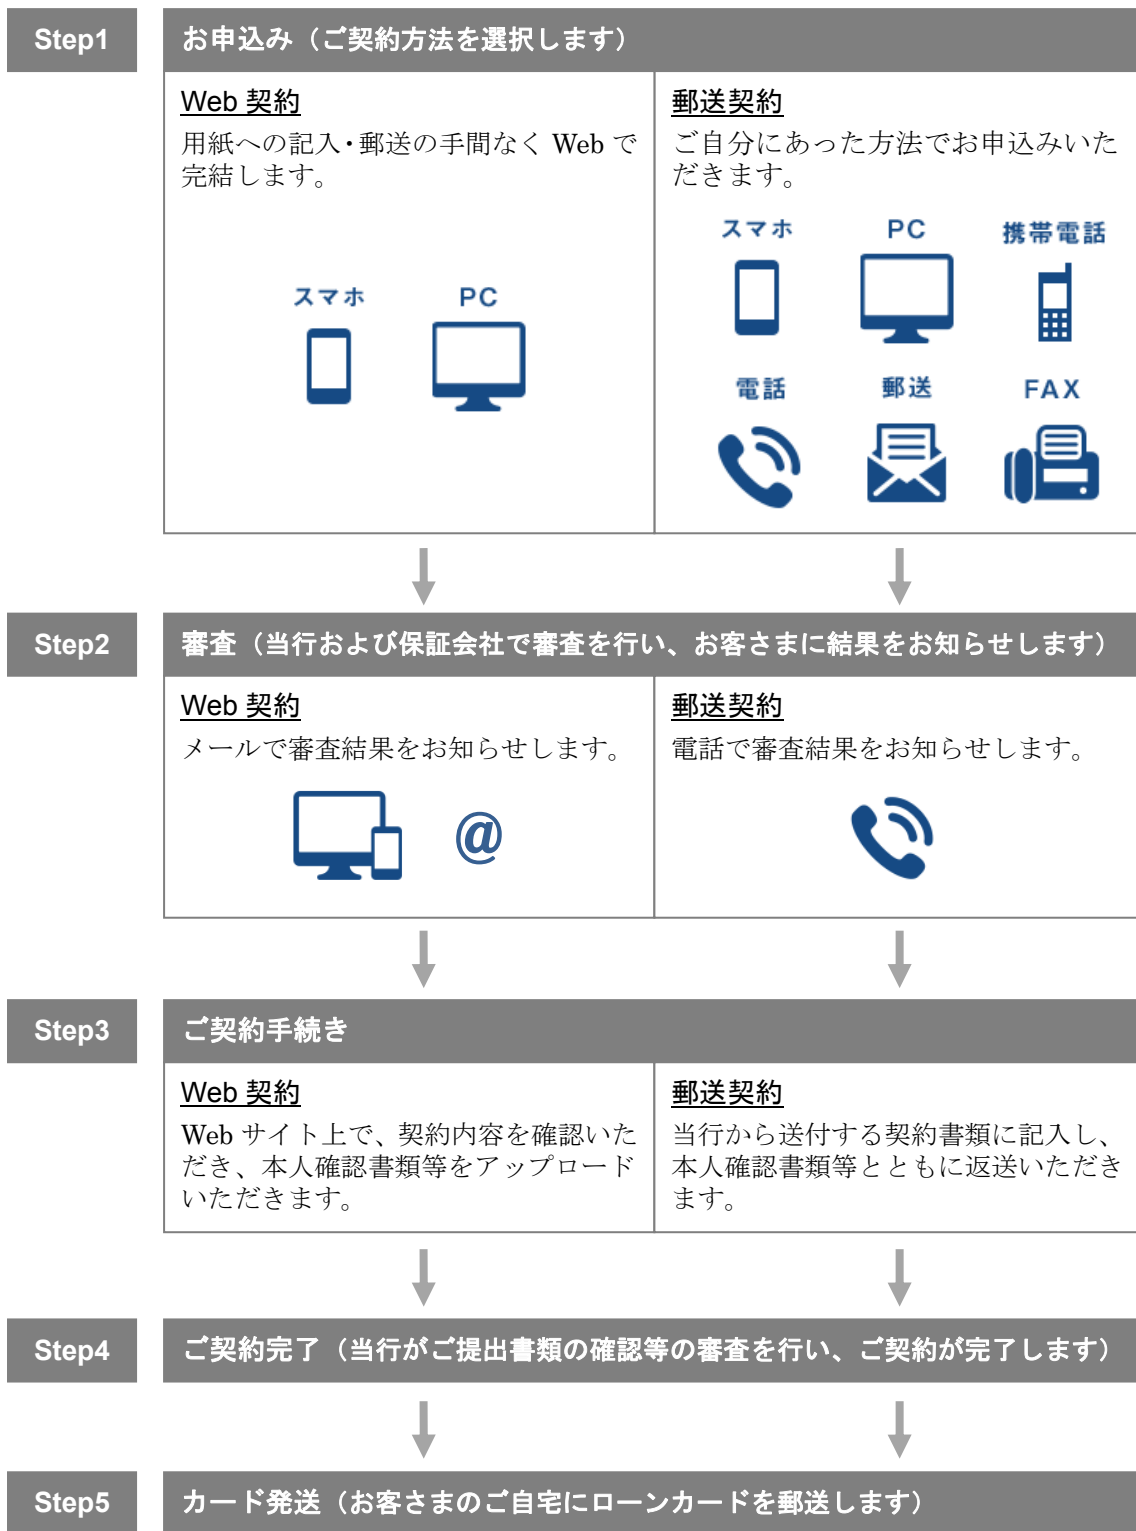 Step1
お申込み（ご契約方法を選択します）
Web 契約
用紙への記入・郵送の手間なく Web で
完結します。
スマホ
PC
郵送契約
ご自分にあった方法でお申込みいた
だきます。
スマホ
PC
携帯電話
電話
郵送
FAX
Step2
審査（当行および保証会社で審査を行い、お客さまに結果をお知らせします）
Web 契約
メールで審査結果をお知らせします。
@
郵送契約
電話で審査結果をお知らせします。
Step3
ご契約手続き
Web 契約
Web サイト上で、契約内容を確認いた
だき、本人確認書類等をアップロード
いただきます。
郵送契約
当行から送付する契約書類に記入し、
本人確認書類等とともに返送いただき
ます。
Step4
ご契約完了（当行がご提出書類の確認等の審査を行い、ご契約が完了します）
Step5
カード発送（お客さまのご自宅にローンカードを郵送します）